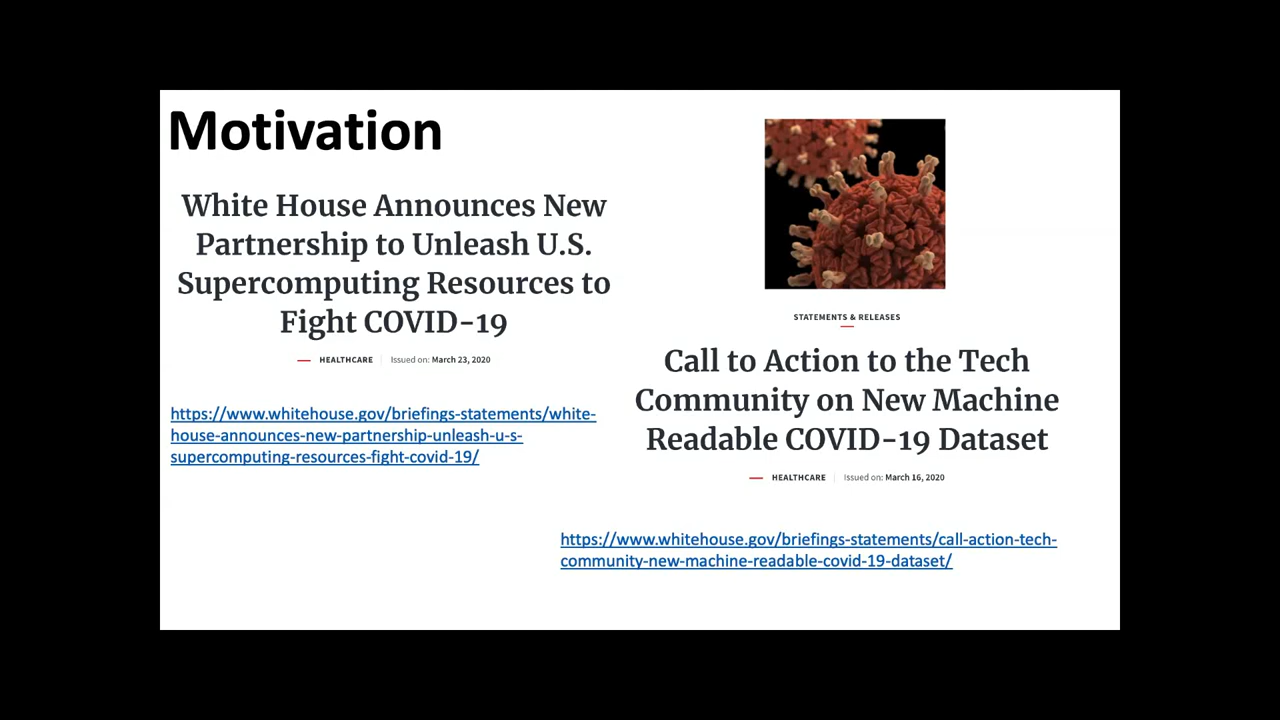 Motivation
White House Announces New
Partnership to Unleash U.S.
Supercomputing Resources to
Fight COVID-19
HEALTHCARE | Issued on: March 23, 2020
https://www.whitehouse.gov/briefings-statements/white-
house-announces-new-partnership-unleash-u-s-
supercomputing-resources-fight-covid-19/
STATEMENTS & RELEASES
Call to Action to the Tech
Community on New Machine
Readable COVID-19 Dataset
HEALTHCARE | Issued on: March 16, 2020
https://www.whitehouse.gov/briefings-statements/call-action-tech-
community-new-machine-readable-covid-19-dataset/